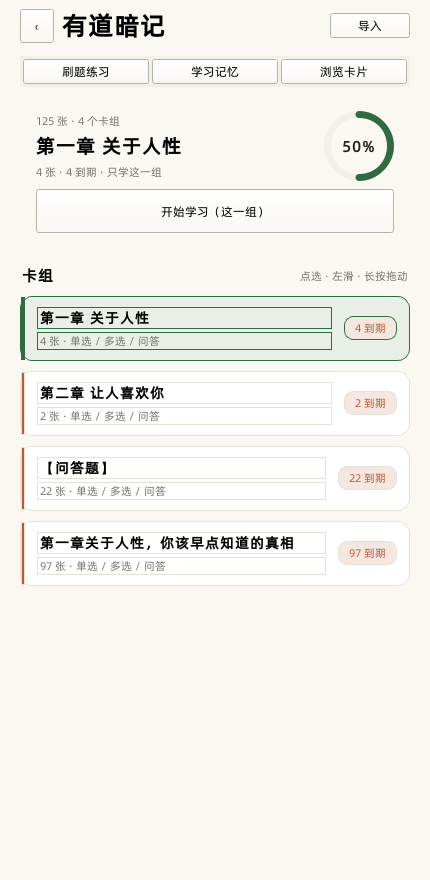 ‹ 有道暗记 导入
刷题练习 学习记忆 浏览卡片
125 张 · 4 个卡组
第一章 关于人性
4 张 · 4 到期 · 只学这一组
50%
开始学习（这一组）
卡组 点选 · 左滑 · 长按拖动
第一章 关于人性
4 张 · 单选 / 多选 / 问答
4 到期
第二章 让人喜欢你
2 张 · 单选 / 多选 / 问答
2 到期
【问答题】
22 张 · 单选 / 多选 / 问答
22 到期
第一章关于人性，你该早点知道的真相
97 张 · 单选 / 多选 / 问答
97 到期